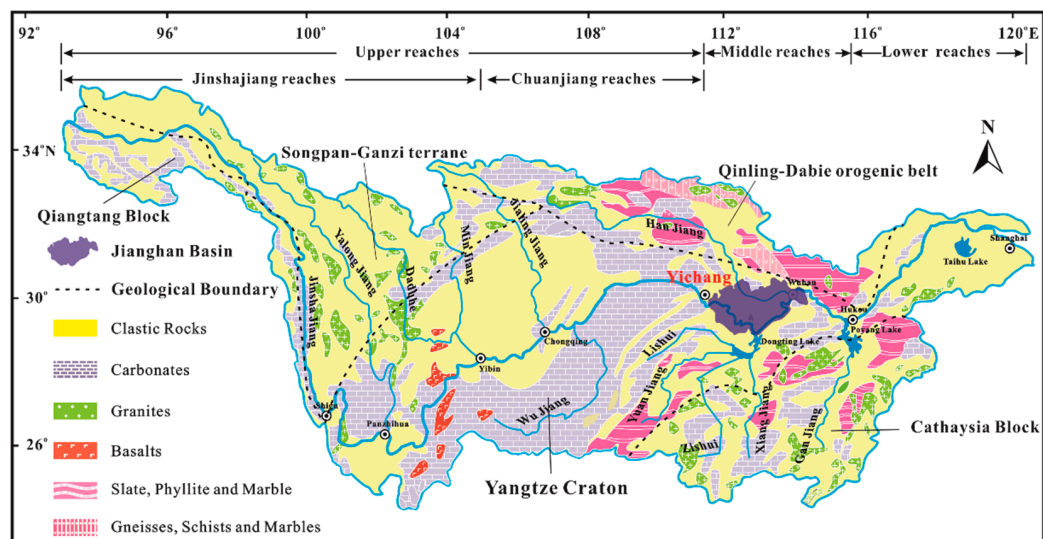 92° 96° 100° 104° 108° 112° 116° 120°E
Upper reaches Middle reaches Lower reaches
Jinshajiang reaches Chuanjiang reaches
34°N
30°
26°
N
Songpan-Ganzi terrane
Qinling-Dabie orogenic belt
Qiangtang Block
Jianghan Basin
Geological Boundary
Clastic Rocks
Carbonates
Granites
Basalts
Slate, Phyllite and Marble
Gneisses, Schists and Marbles
Jinsha Jiang
Yalong Jiang
Daduhe
Min Jiang
Jialing Jiang
Han Jiang
Yichang
Wuhan
Hukou
Shanghai
Taihu Lake
Poyang Lake
Dongting Lake
Lishui
Yuan Jiang
Zishui
Xiang Jiang
Gan Jiang
Chongqing
Yibin
Wu Jiang
Panzhihua
Shigu
Yangtze Craton
Cathaysia Block